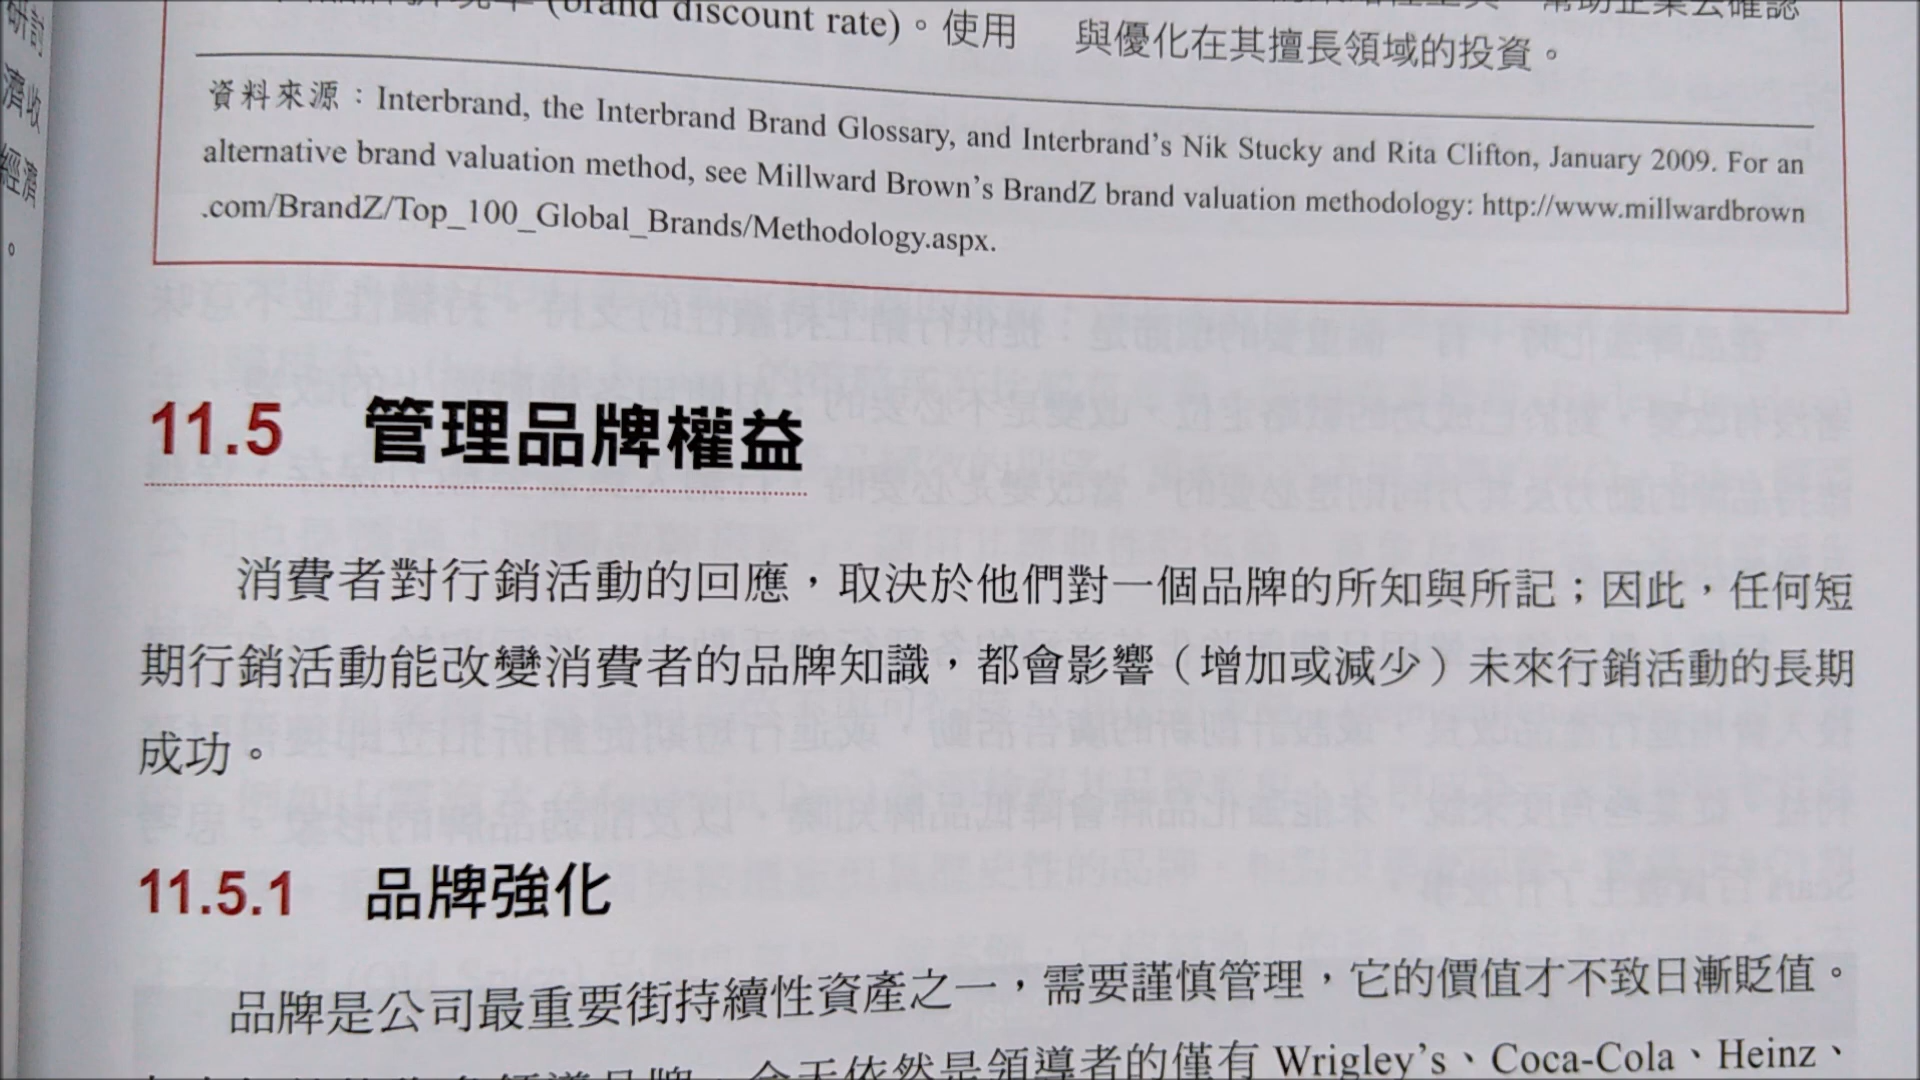 研討
濟收
經濟
。
(brand discount rate)。使用
與優化在其擅長領域的投資。
資料來源：Interbrand, the Interbrand Brand Glossary, and Interbrand's Nik Stucky and Rita Clifton, January 2009. For an
alternative brand valuation method, see Millward Brown's BrandZ brand valuation methodology: http://www.millwardbrown
.com/BrandZ/Top_100_Global_Brands/Methodology.aspx.
11.5 管理品牌權益
消費者對行銷活動的回應，取決於他們對一個品牌的所知與所記；因此，任何短
期行銷活動能改變消費者的品牌知識，都會影響（增加或減少）未來行銷活動的長期
成功。
11.5.1 品牌強化
品牌是公司最重要街持續性資產之一，需要謹慎管理，它的價值才不致日漸貶值。
今天依然是領導者的僅有 Wrigley's、Coca-Cola、Heinz、